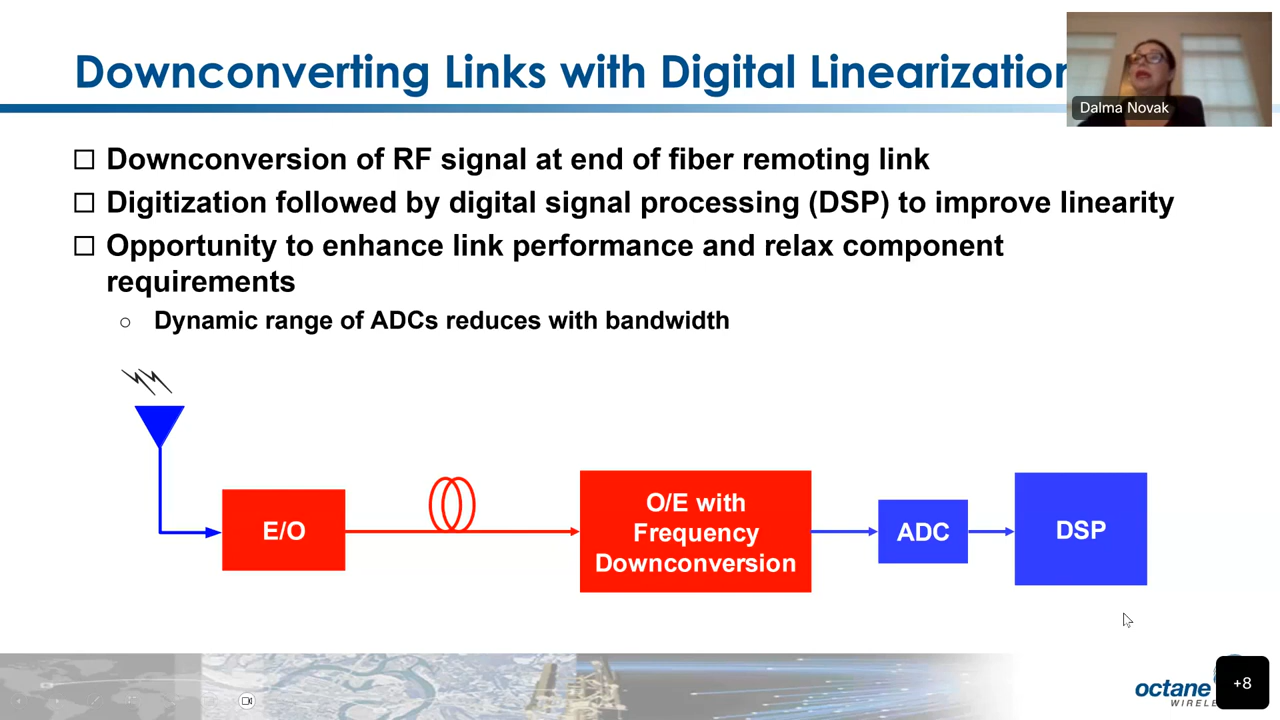 Downconverting Links with Digital Linearization
Dalma Novak
Downconversion of RF signal at end of fiber remoting link
Digitization followed by digital signal processing (DSP) to improve linearity
Opportunity to enhance link performance and relax component
requirements
Dynamic range of ADCs reduces with bandwidth
E/O
O/E with
Frequency
Downconversion
ADC
DSP
octane
+8